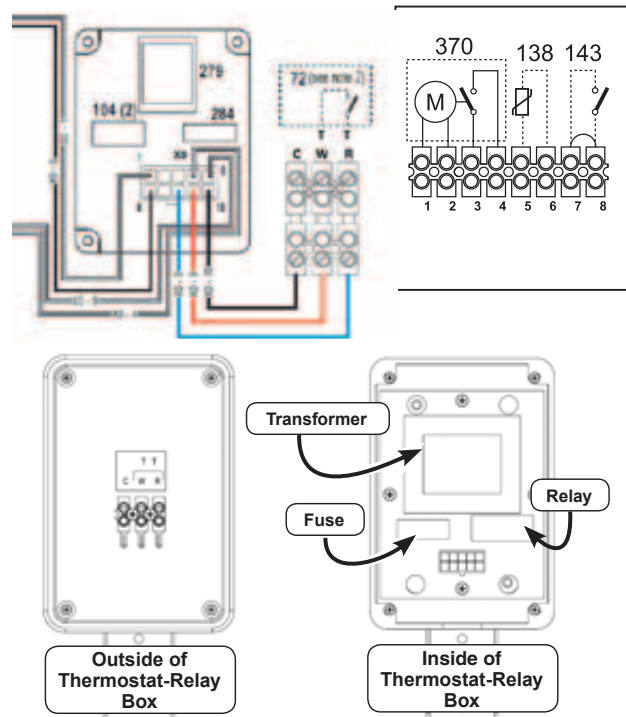 279
104 (2)
284
X9
72 (see note 2)
T T
C W R
370
138
143
M
1 2 3 4 5 6 7 8
T T
C W R
Outside of
Thermostat-Relay
Box
Transformer
Fuse
Relay
Inside of
Thermostat-Relay
Box